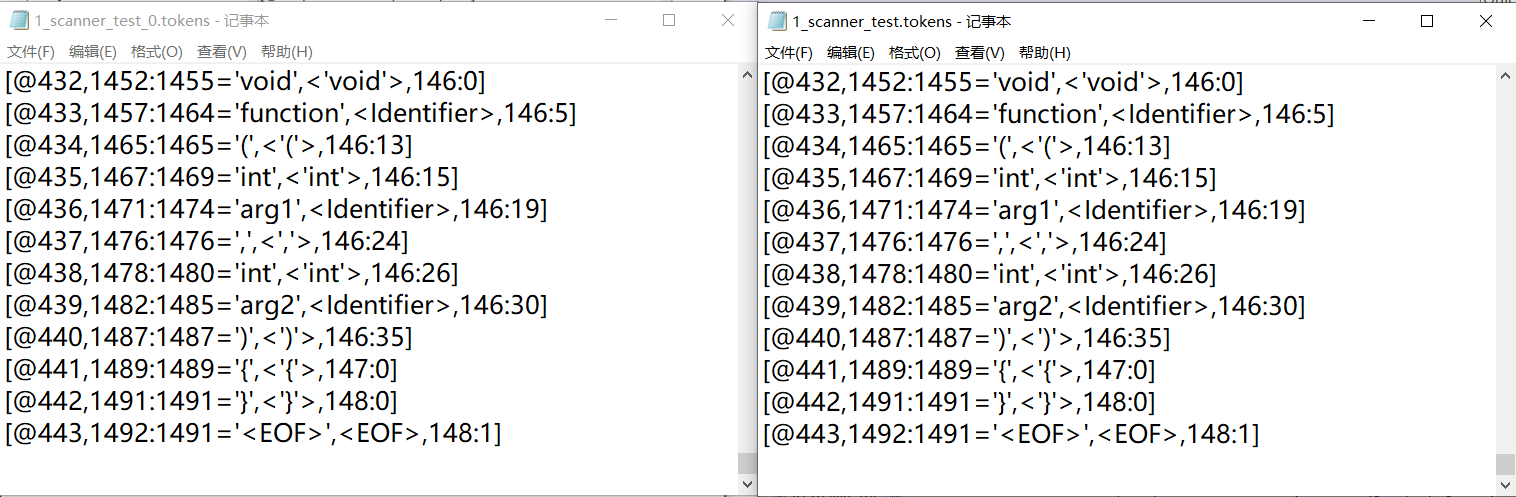 1_scanner_test_0.tokens - 记事本
文件(F) 编辑(E) 格式(O) 查看(V) 帮助(H)
[@432,1452:1455='void',<'void'>,146:0]
[@433,1457:1464='function',<Identifier>,146:5]
[@434,1465:1465='(',<'('>,146:13]
[@435,1467:1469='int',<'int'>,146:15]
[@436,1471:1474='arg1',<Identifier>,146:19]
[@437,1476:1476=',',<','>,146:24]
[@438,1478:1480='int',<'int'>,146:26]
[@439,1482:1485='arg2',<Identifier>,146:30]
[@440,1487:1487=')',<')'>,146:35]
[@441,1489:1489='{',<'{'>,147:0]
[@442,1491:1491='}',<'}'>,148:0]
[@443,1492:1491='<EOF>',<EOF>,148:1]
1_scanner_test.tokens - 记事本
文件(F) 编辑(E) 格式(O) 查看(V) 帮助(H)
[@432,1452:1455='void',<'void'>,146:0]
[@433,1457:1464='function',<Identifier>,146:5]
[@434,1465:1465='(',<'('>,146:13]
[@435,1467:1469='int',<'int'>,146:15]
[@436,1471:1474='arg1',<Identifier>,146:19]
[@437,1476:1476=',',<','>,146:24]
[@438,1478:1480='int',<'int'>,146:26]
[@439,1482:1485='arg2',<Identifier>,146:30]
[@440,1487:1487=')',<')'>,146:35]
[@441,1489:1489='{',<'{'>,147:0]
[@442,1491:1491='}',<'}'>,148:0]
[@443,1492:1491='<EOF>',<EOF>,148:1]